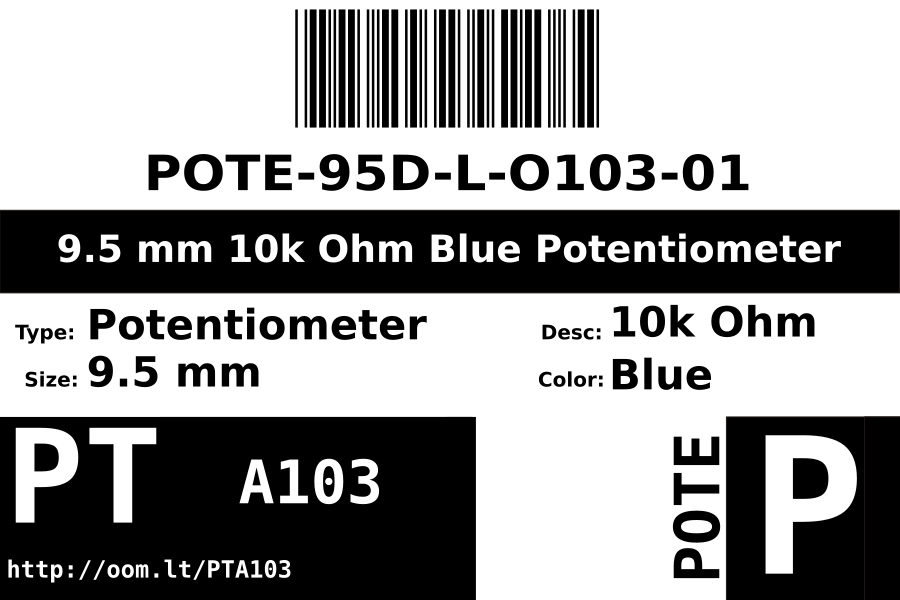 POTE-95D-L-O103-01
9.5 mm 10k Ohm Blue Potentiometer
Type: Potentiometer
Desc: 10k Ohm
Size: 9.5 mm
Color: Blue
PT
A103
http://oom.lt/PTA103
POTE
P